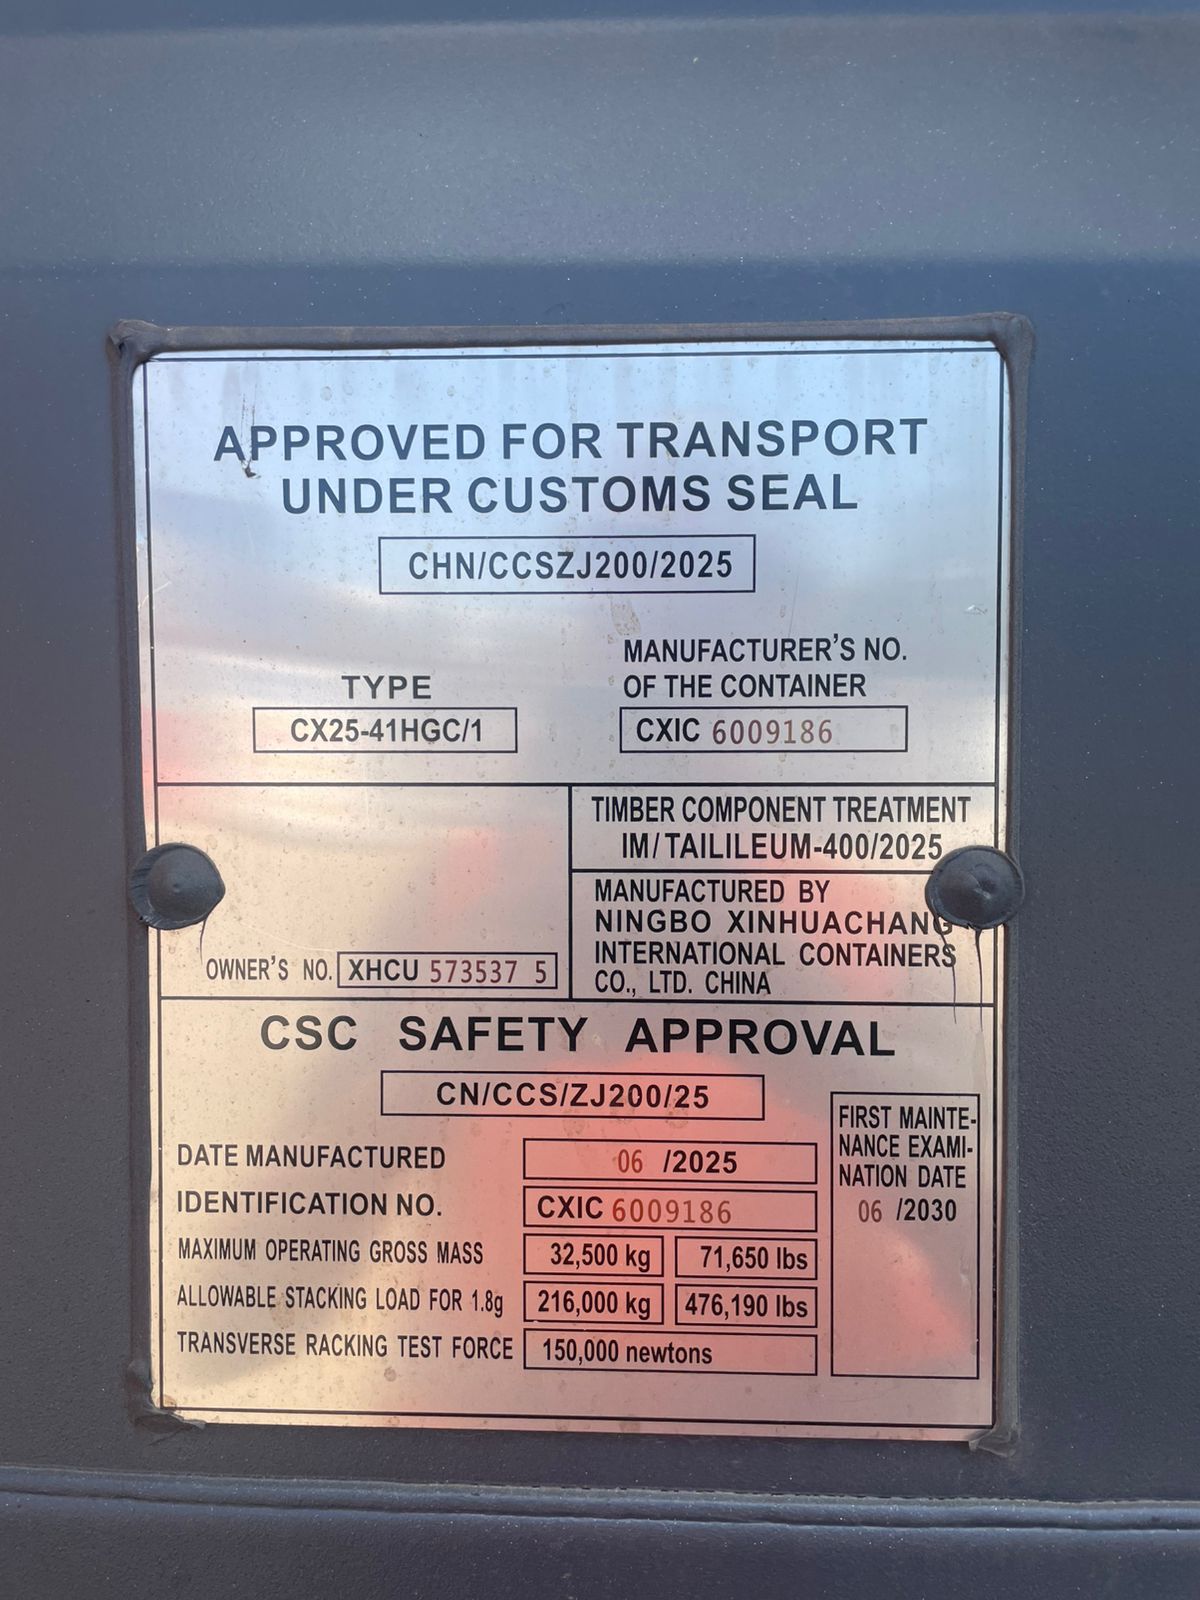 APPROVED FOR TRANSPORT
UNDER CUSTOMS SEAL
CHN/CCSZJ200/2025
TYPE
CX25-41HGC/1
MANUFACTURER'S NO.
OF THE CONTAINER
CXIC 6009186
TIMBER COMPONENT TREATMENT
IM/TAILILEUM-400/2025
MANUFACTURED BY
NINGBO XINHUACHANG
INTERNATIONAL CONTAINERS
CO., LTD. CHINA
OWNER'S NO. XHCU 573537 5
CSC SAFETY APPROVAL
CN/CCS/ZJ200/25
DATE MANUFACTURED 06 /2025
IDENTIFICATION NO. CXIC 6009186
MAXIMUM OPERATING GROSS MASS 32,500 kg 71,650 lbs
ALLOWABLE STACKING LOAD FOR 1.8g 216,000 kg 476,190 lbs
TRANSVERSE RACKING TEST FORCE 150,000 newtons
FIRST MAINTE-
NANCE EXAMI-
NATION DATE
06 /2030